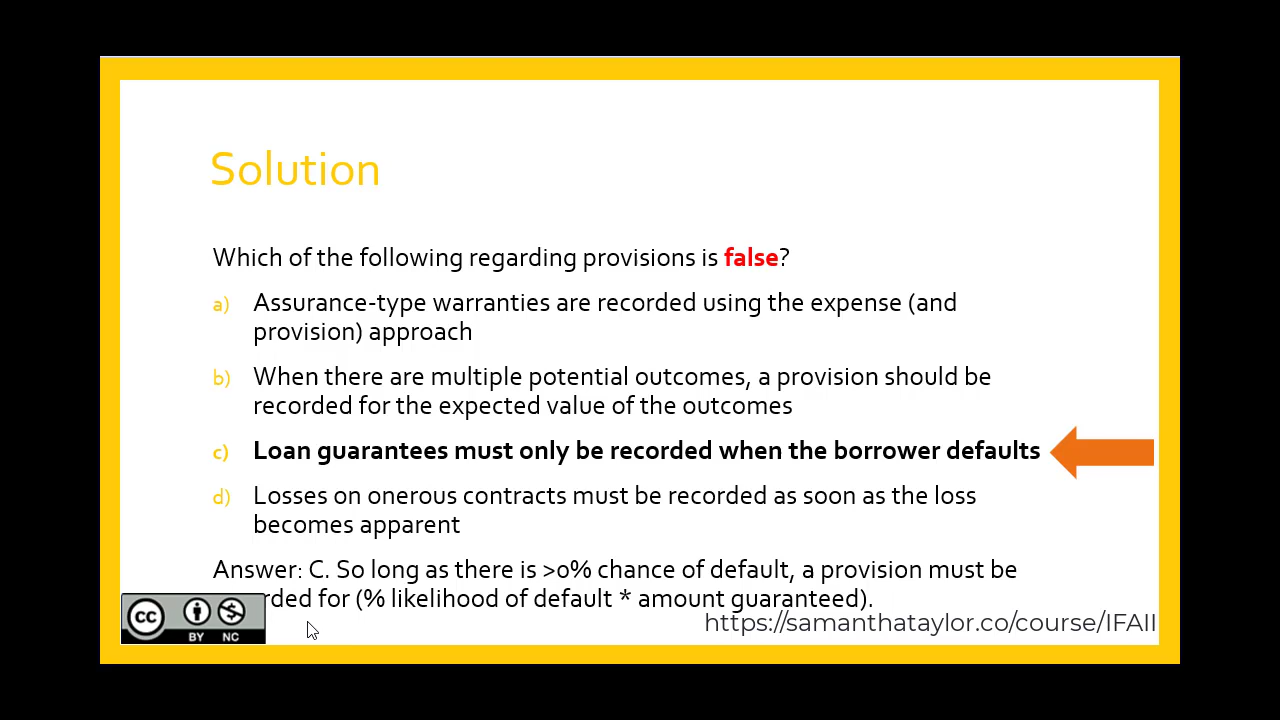 Solution
Which of the following regarding provisions is false?
a) Assurance-type warranties are recorded using the expense (and
provision) approach
b) When there are multiple potential outcomes, a provision should be
recorded for the expected value of the outcomes
c) Loan guarantees must only be recorded when the borrower defaults
d) Losses on onerous contracts must be recorded as soon as the loss
becomes apparent
Answer: C. So long as there is >0% chance of default, a provision must be
rded for (% likelihood of default * amount guaranteed).
https://samanthataylor.co/course/IFAII
CC BY NC